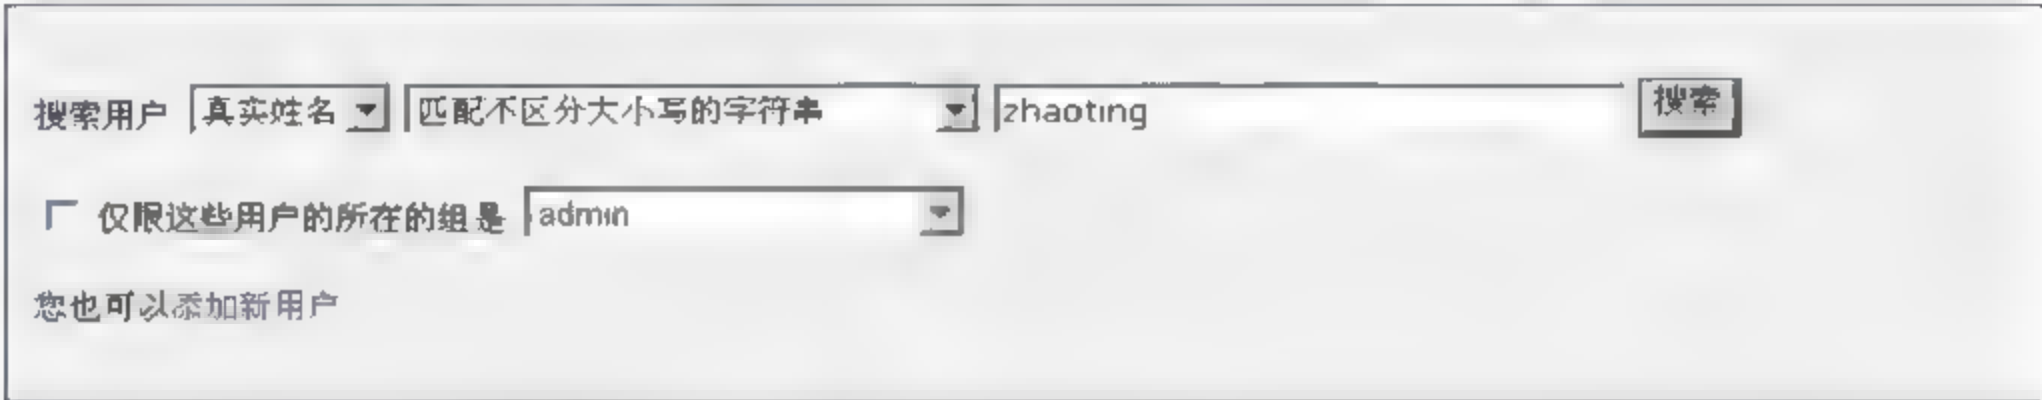 搜索用户 真实姓名 匹配不区分大小写的字符串 zhaoting 搜索
仅限这些用户的所在的组是 admin
您也可以添加新用户